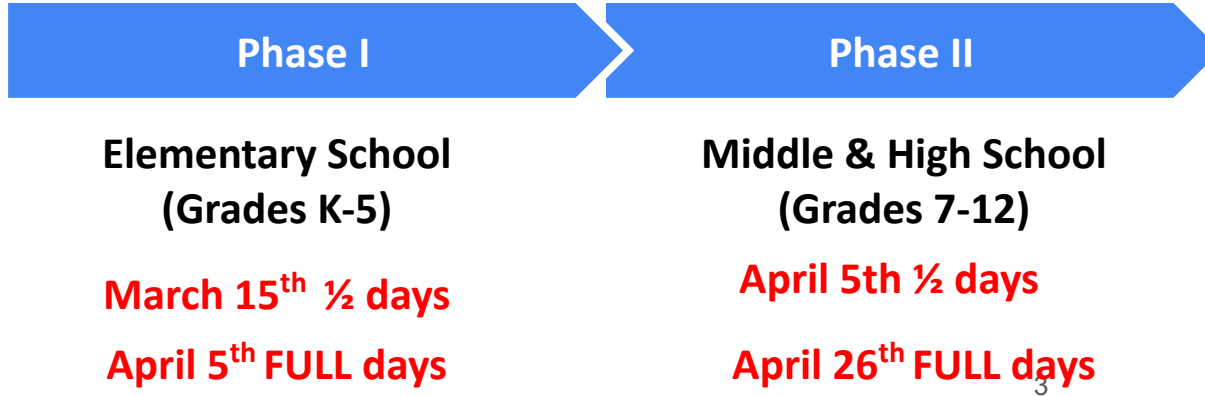 Phase I
Elementary School
(Grades K-5)
March 15th ½ days
April 5th FULL days
Phase II
Middle & High School
(Grades 7-12)
April 5th ½ days
April 26th FULL days
3